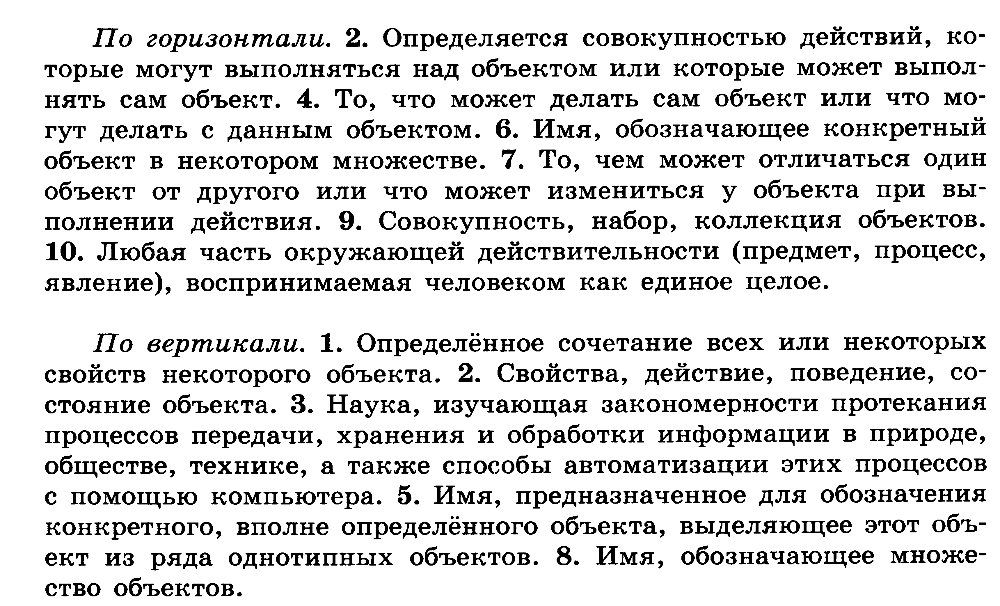 По горизонтали. 2. Определяется совокупностью действий, ко-
торые могут выполняться над объектом или которые может выпол-
нять сам объект. 4. То, что может делать сам объект или что мо-
гут делать с данным объектом. 6. Имя, обозначающее конкретный
объект в некотором множестве. 7. То, чем может отличаться один
объект от другого или что может измениться у объекта при вы-
полнении действия. 9. Совокупность, набор, коллекция объектов.
10. Любая часть окружающей действительности (предмет, процесс,
явление), воспринимаемая человеком как единое целое.
По вертикали. 1. Определённое сочетание всех или некоторых
свойств некоторого объекта. 2. Свойства, действие, поведение, со-
стояние объекта. 3. Наука, изучающая закономерности протекания
процессов передачи, хранения и обработки информации в природе,
обществе, технике, а также способы автоматизации этих процессов
с помощью компьютера. 5. Имя, предназначенное для обозначения
конкретного, вполне определённого объекта, выделяющее этот объ-
ект из ряда однотипных объектов. 8. Имя, обозначающее множе-
ство объектов.